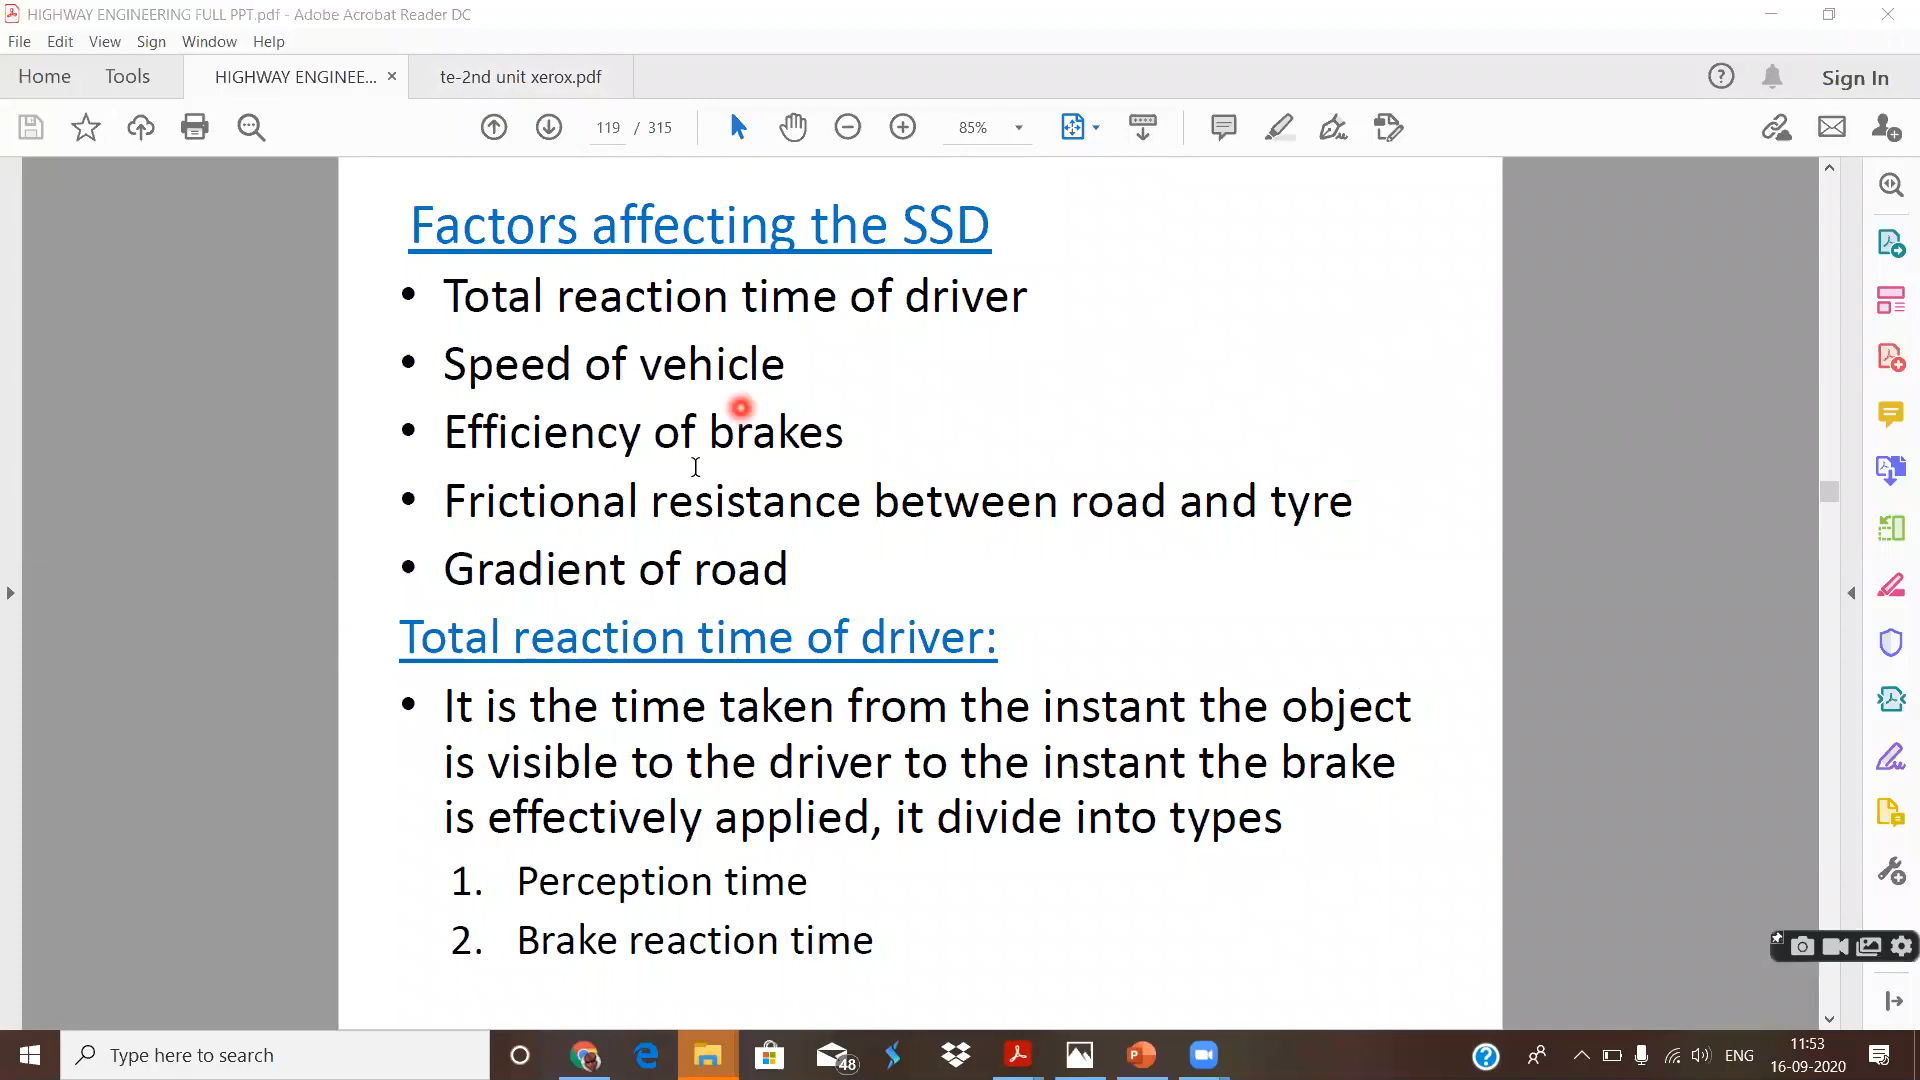 HIGHWAY ENGINEERING FULL PPT.pdf - Adobe Acrobat Reader DC
File Edit View Sign Window Help
Home Tools HIGHWAY ENGINEE... × te-2nd unit xerox.pdf Sign In
119 / 315 85%
Factors affecting the SSD
• Total reaction time of driver
• Speed of vehicle
• Efficiency of brakes
• Frictional resistance between road and tyre
• Gradient of road
Total reaction time of driver:
• It is the time taken from the instant the object
is visible to the driver to the instant the brake
is effectively applied, it divide into types
1. Perception time
2. Brake reaction time
Type here to search 48 ENG 11:53
16-09-2020